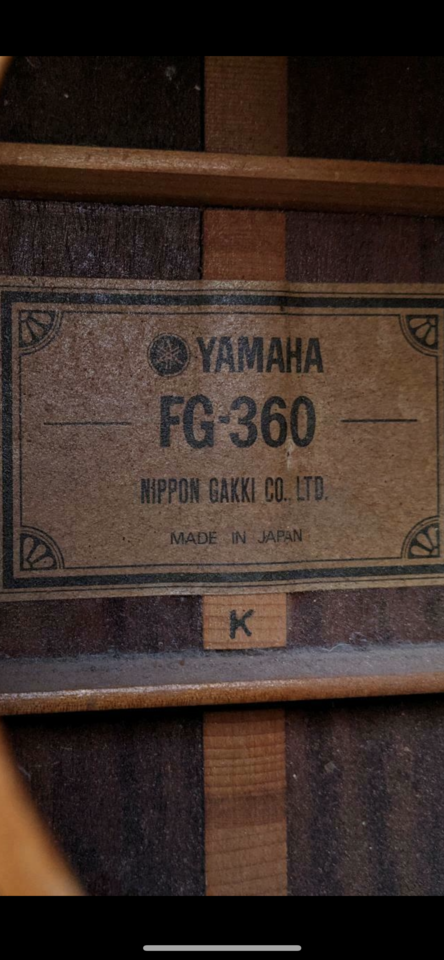 YAMAHA
FG-360
NIPPON GAKKI CO., LTD.
MADE IN JAPAN
K